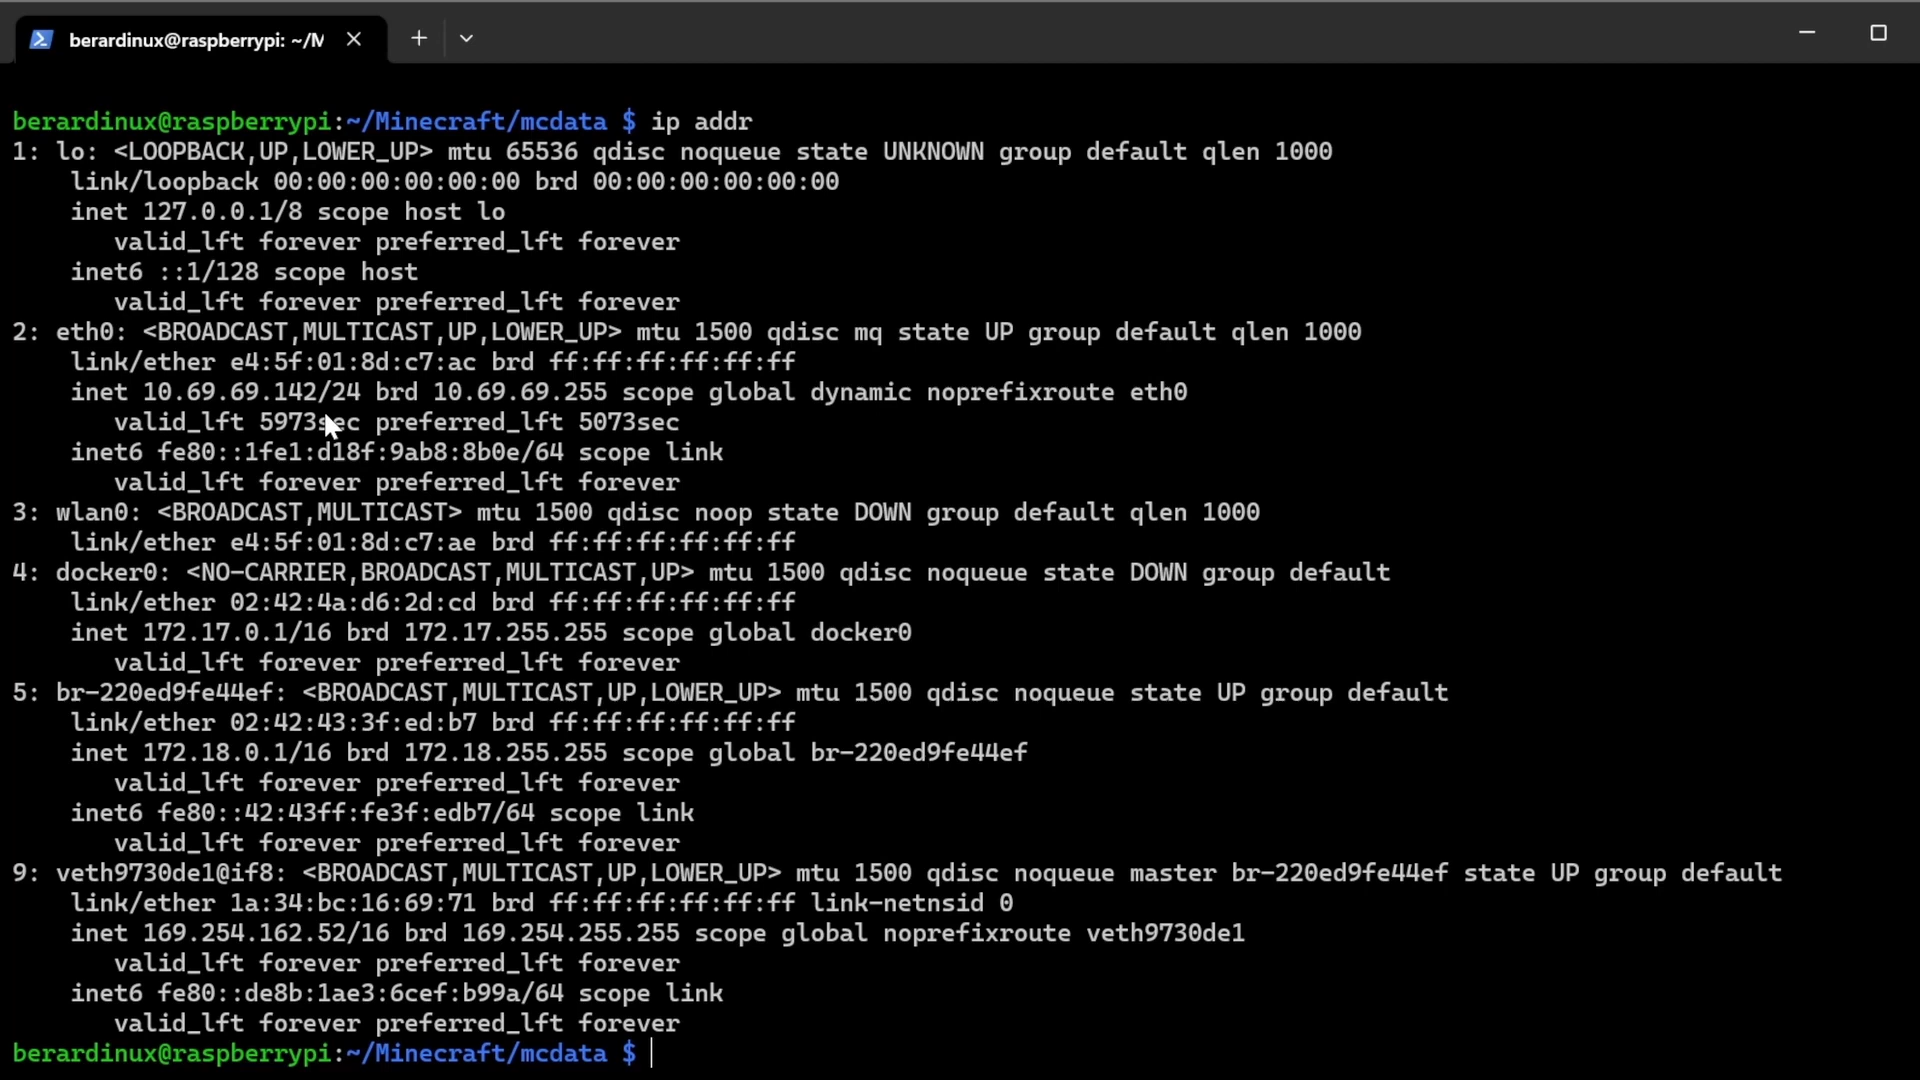 berardinux@raspberrypi: ~/M
berardinux@raspberrypi:~/Minecraft/mcdata $ ip addr
1: lo: <LOOPBACK,UP,LOWER_UP> mtu 65536 qdisc noqueue state UNKNOWN group default qlen 1000
    link/loopback 00:00:00:00:00:00 brd 00:00:00:00:00:00
    inet 127.0.0.1/8 scope host lo
       valid_lft forever preferred_lft forever
    inet6 ::1/128 scope host
       valid_lft forever preferred_lft forever
2: eth0: <BROADCAST,MULTICAST,UP,LOWER_UP> mtu 1500 qdisc mq state UP group default qlen 1000
    link/ether e4:5f:01:8d:c7:ac brd ff:ff:ff:ff:ff:ff
    inet 10.69.69.142/24 brd 10.69.69.255 scope global dynamic noprefixroute eth0
       valid_lft 5973sec preferred_lft 5073sec
    inet6 fe80::1fe1:d18f:9ab8:8b0e/64 scope link
       valid_lft forever preferred_lft forever
3: wlan0: <BROADCAST,MULTICAST> mtu 1500 qdisc noop state DOWN group default qlen 1000
    link/ether e4:5f:01:8d:c7:ae brd ff:ff:ff:ff:ff:ff
4: docker0: <NO-CARRIER,BROADCAST,MULTICAST,UP> mtu 1500 qdisc noqueue state DOWN group default
    link/ether 02:42:4a:d6:2d:cd brd ff:ff:ff:ff:ff:ff
    inet 172.17.0.1/16 brd 172.17.255.255 scope global docker0
       valid_lft forever preferred_lft forever
5: br-220ed9fe44ef: <BROADCAST,MULTICAST,UP,LOWER_UP> mtu 1500 qdisc noqueue state UP group default
    link/ether 02:42:43:3f:ed:b7 brd ff:ff:ff:ff:ff:ff
    inet 172.18.0.1/16 brd 172.18.255.255 scope global br-220ed9fe44ef
       valid_lft forever preferred_lft forever
    inet6 fe80::42:43ff:fe3f:edb7/64 scope link
       valid_lft forever preferred_lft forever
9: veth9730de1@if8: <BROADCAST,MULTICAST,UP,LOWER_UP> mtu 1500 qdisc noqueue master br-220ed9fe44ef state UP group default
    link/ether 1a:34:bc:16:69:71 brd ff:ff:ff:ff:ff:ff link-netnsid 0
    inet 169.254.162.52/16 brd 169.254.255.255 scope global noprefixroute veth9730de1
       valid_lft forever preferred_lft forever
    inet6 fe80::de8b:1ae3:6cef:b99a/64 scope link
       valid_lft forever preferred_lft forever
berardinux@raspberrypi:~/Minecraft/mcdata $